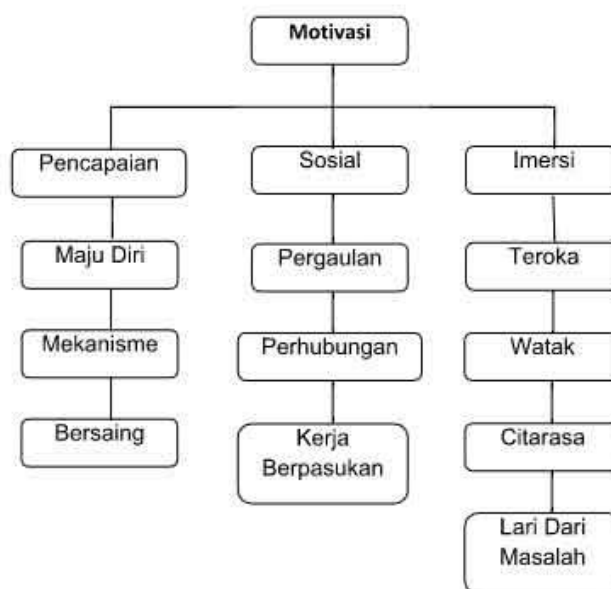 Motivasi
Pencapaian
Sosial
Imersi
Maju Diri
Pergaulan
Teroka
Mekanisme
Perhubungan
Watak
Bersaing
Kerja
Berpasukan
Citarasa
Lari Dari
Masalah